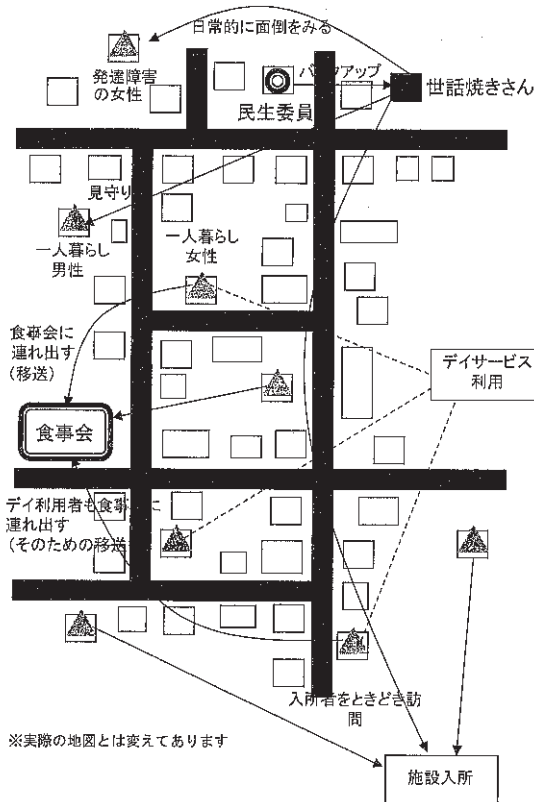 日常的に面倒をみる
発達障害
の女性
バックアップ
世話焼きさん
民生委員
見守り
一人暮らし
男性
一人暮らし
女性
食事会に
連れ出す
(移送)
デイサービス
利用
食事会
デイ利用者も食事会に
連れ出す
(そのための移送)
入所者をときどき訪
問
※実際の地図とは変えてあります
施設入所